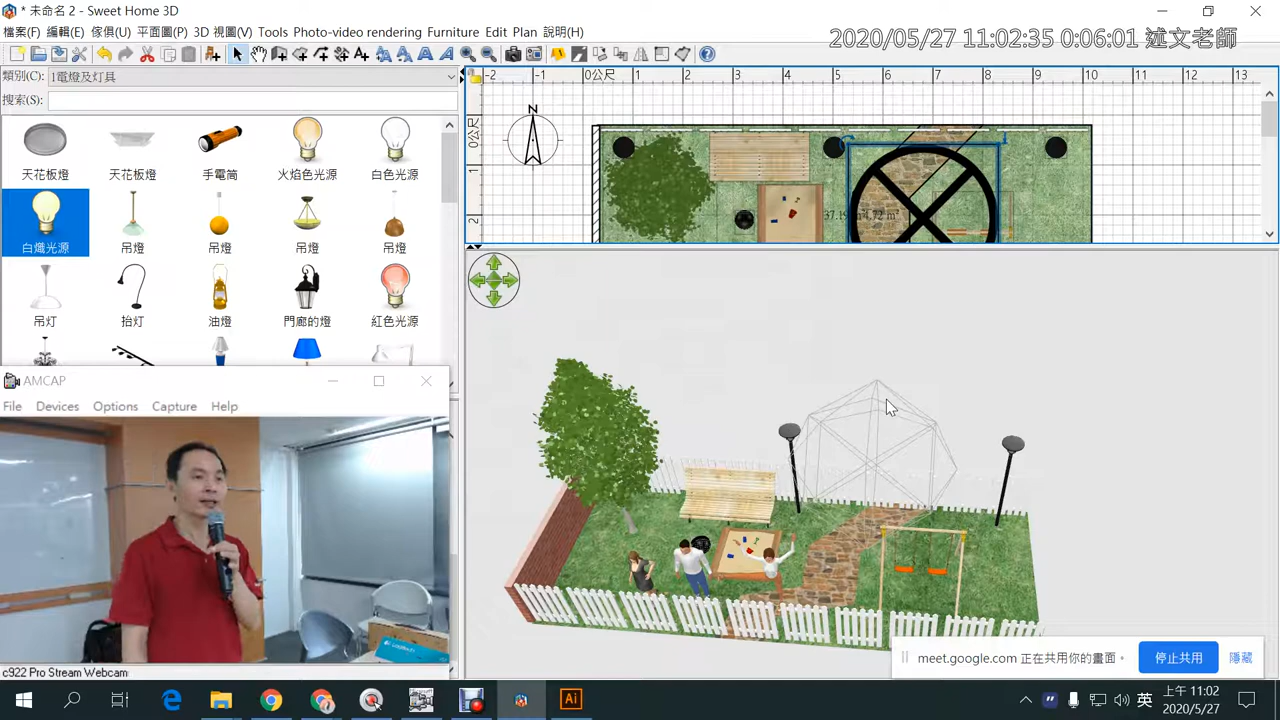 * 未命名 2 - Sweet Home 3D
檔案(F) 編輯(E) 傢俱(U) 平面圖(P) 3D 視圖(V) Tools Photo-video rendering Furniture Edit Plan 說明(H)
2020/05/27 11:02:35 0:06:01 述文老師
類別(C): 1電燈及灯具
搜索(S):
天花板燈 天花板燈 手電筒 火焰色光源 白色光源
白熾光源 吊燈 吊燈 吊燈 吊燈
吊灯 抬灯 油燈 門廊的燈 紅色光源
-2 -1 0公尺 1 2 3 4 5 6 7 8 9 10 11 12 13
0公尺
1
2
N
AMCAP
File Devices Options Capture Help
c922 Pro Stream Webcam
meet.google.com 正在共用你的畫面。 停止共用 隱藏
英 上午 11:02
2020/5/27
Ai